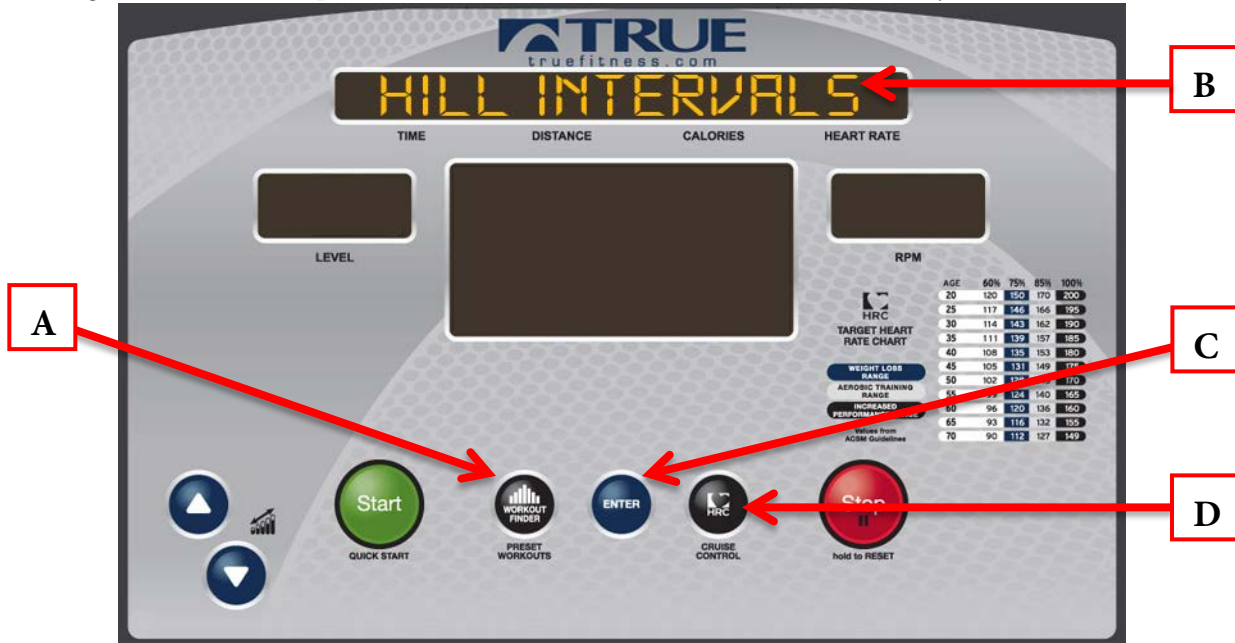 TRUE
truefitness.com
B
HILL INTERVALS
TIME DISTANCE CALORIES HEART RATE
LEVEL
RPM
A
C
D
HRC
TARGET HEART
RATE CHART
WEIGHT LOSS
RANGE
AEROBIC TRAINING
RANGE
INCREASED
Values from
ACSM Guidelines
AGE 60% 75% 85% 100%
20 120 150 170 200
25 117 146 166 195
30 114 143 162 190
35 111 139 157 185
40 108 135 153 180
45 105 131 149
50 102 170
55 124 140 165
60 96 120 136 160
65 93 116 132 155
70 90 112 127 149
Start
QUICK START
WORKOUT
FINDER
PRESET
WORKOUTS
ENTER
HRC
CRUISE
CONTROL
Stop
hold to RESET